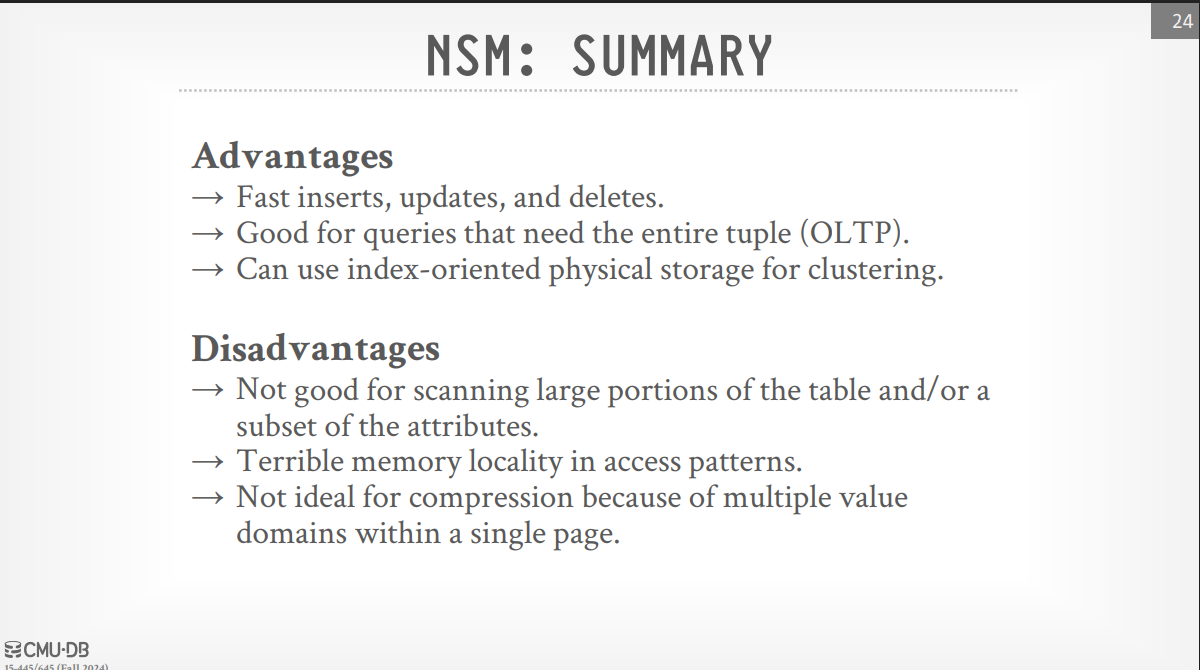 24
NSM: SUMMARY
Advantages
→ Fast inserts, updates, and deletes.
→ Good for queries that need the entire tuple (OLTP).
→ Can use index-oriented physical storage for clustering.
Disadvantages
→ Not good for scanning large portions of the table and/or a
subset of the attributes.
→ Terrible memory locality in access patterns.
→ Not ideal for compression because of multiple value
domains within a single page.
CMU·DB
15-445/645 (Fall 2024)